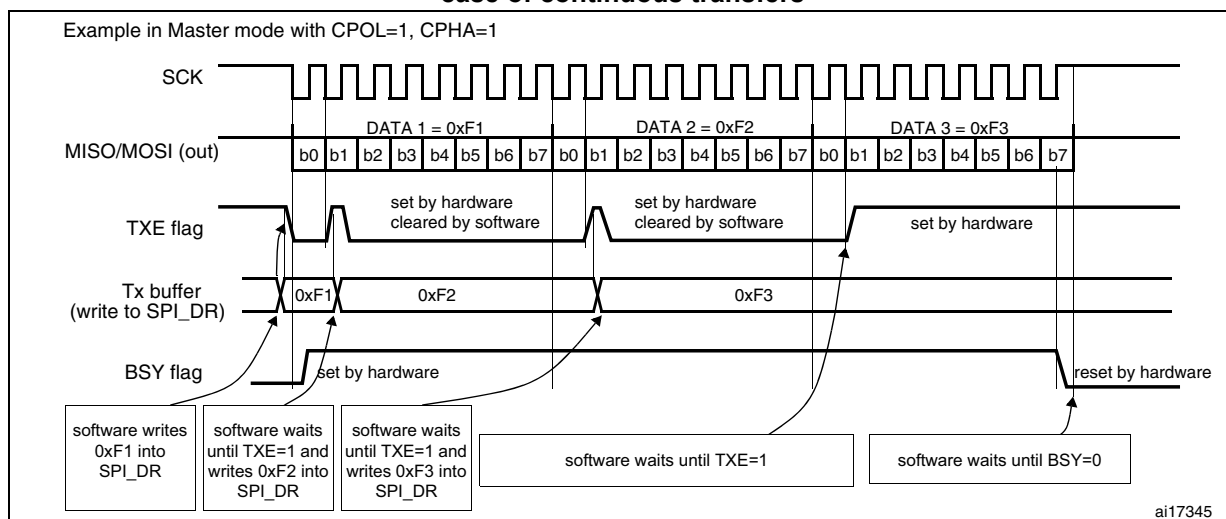 case of continuous transfers
Example in Master mode with CPOL=1, CPHA=1
SCK
DATA 1 = 0xF1 DATA 2 = 0xF2 DATA 3 = 0xF3
MISO/MOSI (out) b0 b1 b2 b3 b4 b5 b6 b7 b0 b1 b2 b3 b4 b5 b6 b7 b0 b1 b2 b3 b4 b5 b6 b7
set by hardware
cleared by software
set by hardware
cleared by software
TXE flag
set by hardware
Tx buffer
(write to SPI_DR)
0xF1 0xF2 0xF3
BSY flag
set by hardware
reset by hardware
software writes
0xF1 into
SPI_DR
software waits
until TXE=1 and
writes 0xF2 into
SPI_DR
software waits
until TXE=1 and
writes 0xF3 into
SPI_DR
software waits until TXE=1
software waits until BSY=0
ai17345